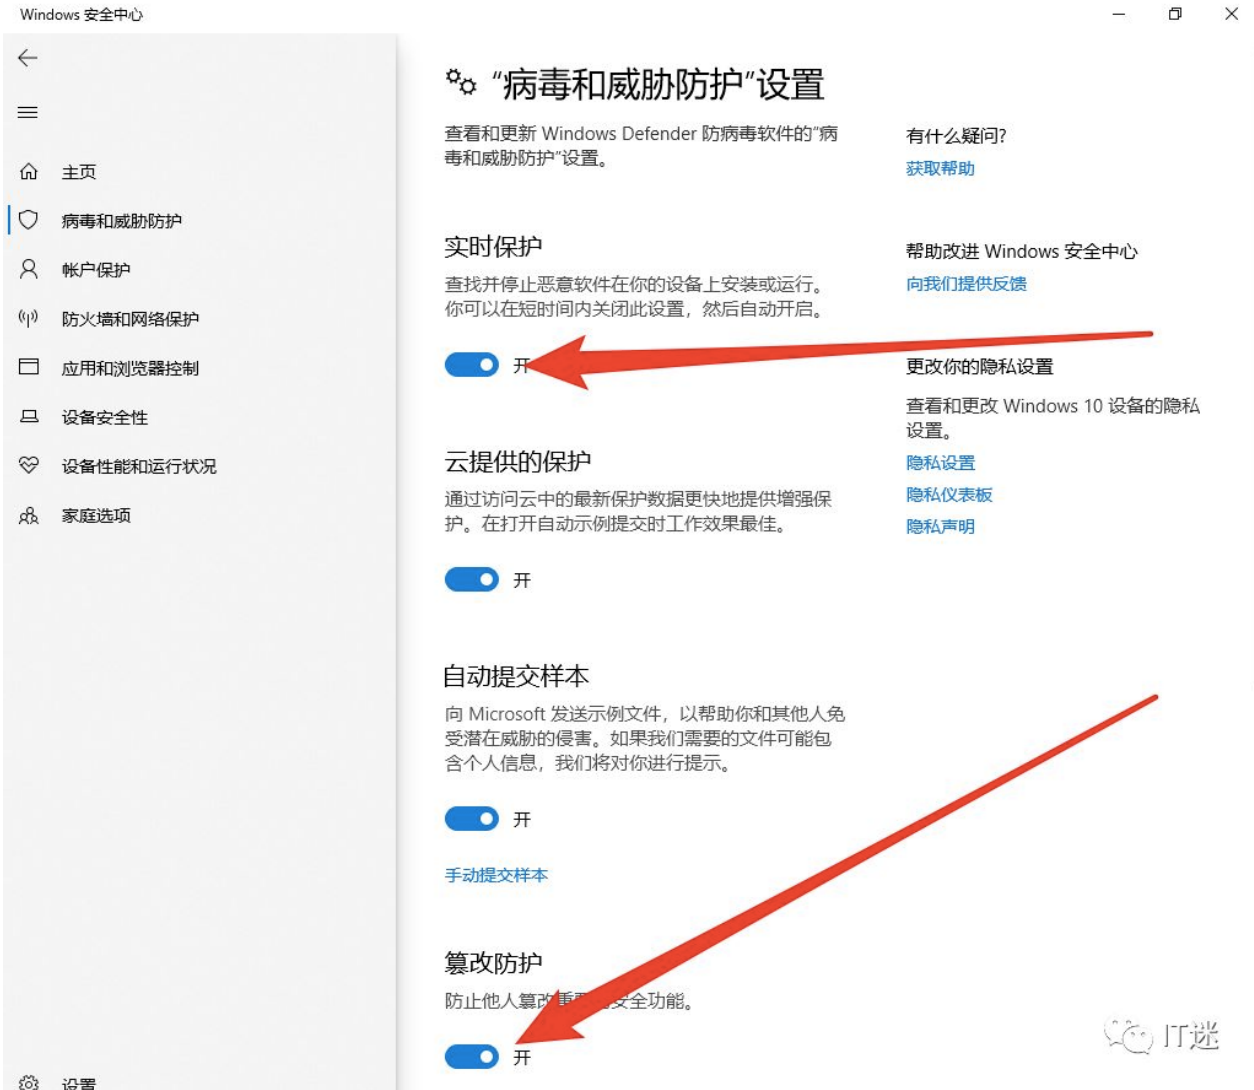 Windows 安全中心
主页
病毒和威胁防护
帐户保护
防火墙和网络保护
应用和浏览器控制
设备安全性
设备性能和运行状况
家庭选项
设置
“病毒和威胁防护”设置
查看和更新 Windows Defender 防病毒软件的“病
毒和威胁防护”设置。
实时保护
查找并停止恶意软件在你的设备上安装或运行。
你可以在短时间内关闭此设置，然后自动开启。
开
云提供的保护
通过访问云中的最新保护数据更快地提供增强保
护。在打开自动示例提交时工作效果最佳。
开
自动提交样本
向 Microsoft 发送示例文件，以帮助你和其他人免
受潜在威胁的侵害。如果我们需要的文件可能包
含个人信息，我们将对你进行提示。
开
手动提交样本
篡改防护
防止他人篡改重要安全功能。
开
有什么疑问?
获取帮助
帮助改进 Windows 安全中心
向我们提供反馈
更改你的隐私设置
查看和更改 Windows 10 设备的隐私
设置。
隐私设置
隐私仪表板
隐私声明
IT迷